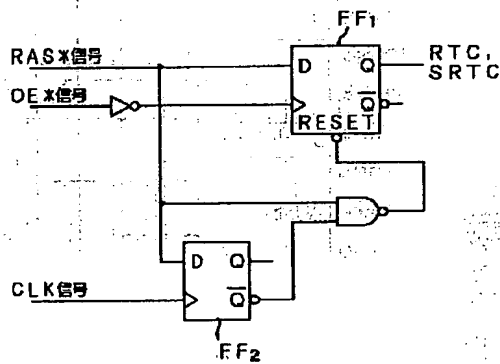 FF₁
RAS*信号
D Q
RTC,
SRTC
OE*信号
Q̅
RESET
D Q
CLK信号
Q̅
FF₂